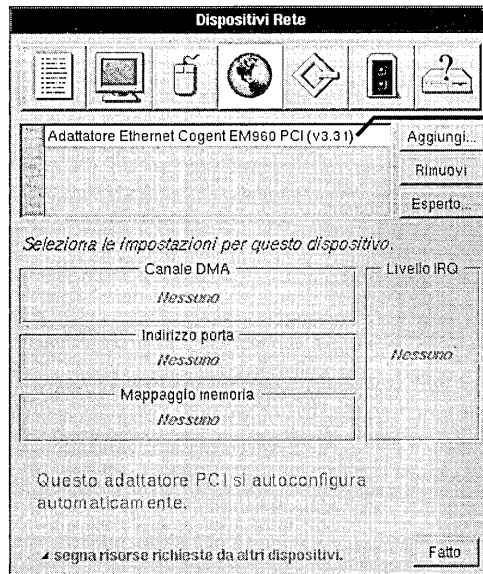 Dispositivi Rete
?
Adattatore Ethernet Cogent EM960 PCI (v3.31)
Aggiungi...
Rimuovi
Esperto...
Seleziona le impostazioni per questo dispositivo.
Canale DMA
Nessuno
Livello IRQ
Nessuno
Indirizzo porta
Nessuno
Mappaggio memoria
Nessuno
Questo adattatore PCI si autoconfigura
automaticamente.
segna risorse richieste da altri dispositivi.
Fatto